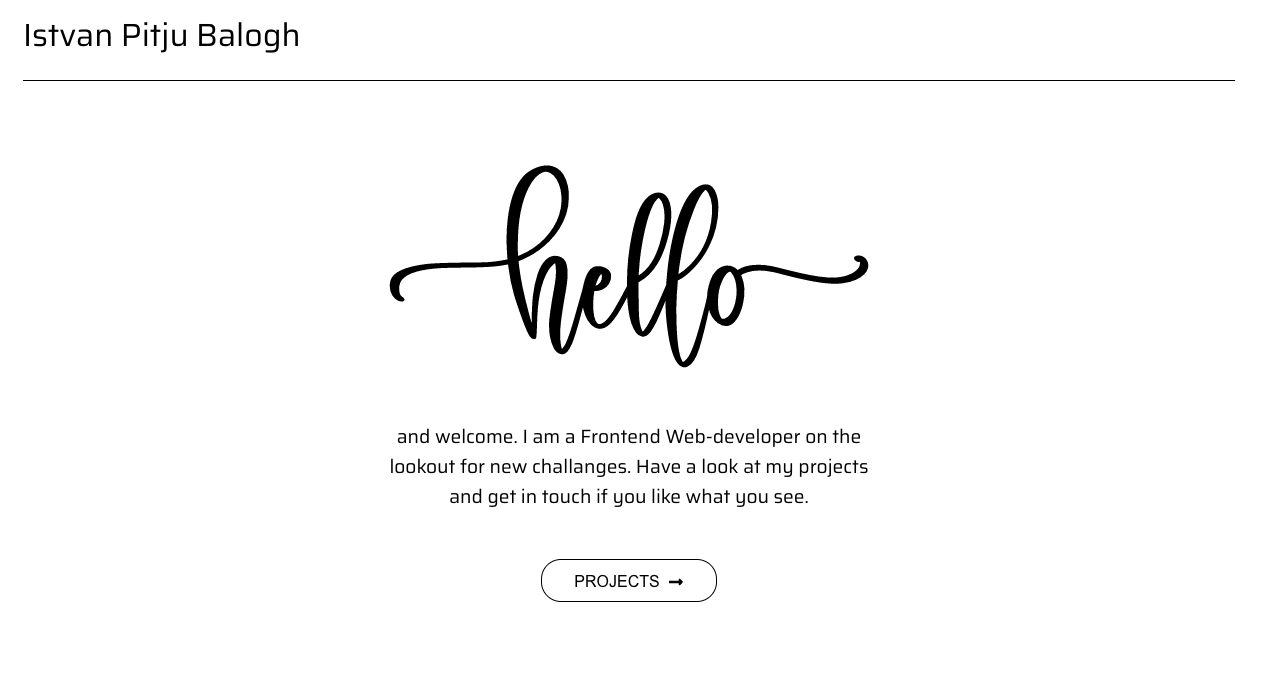 Istvan Pitju Balogh
hello
and welcome. I am a Frontend Web-developer on the
lookout for new challanges. Have a look at my projects
and get in touch if you like what you see.
PROJECTS →